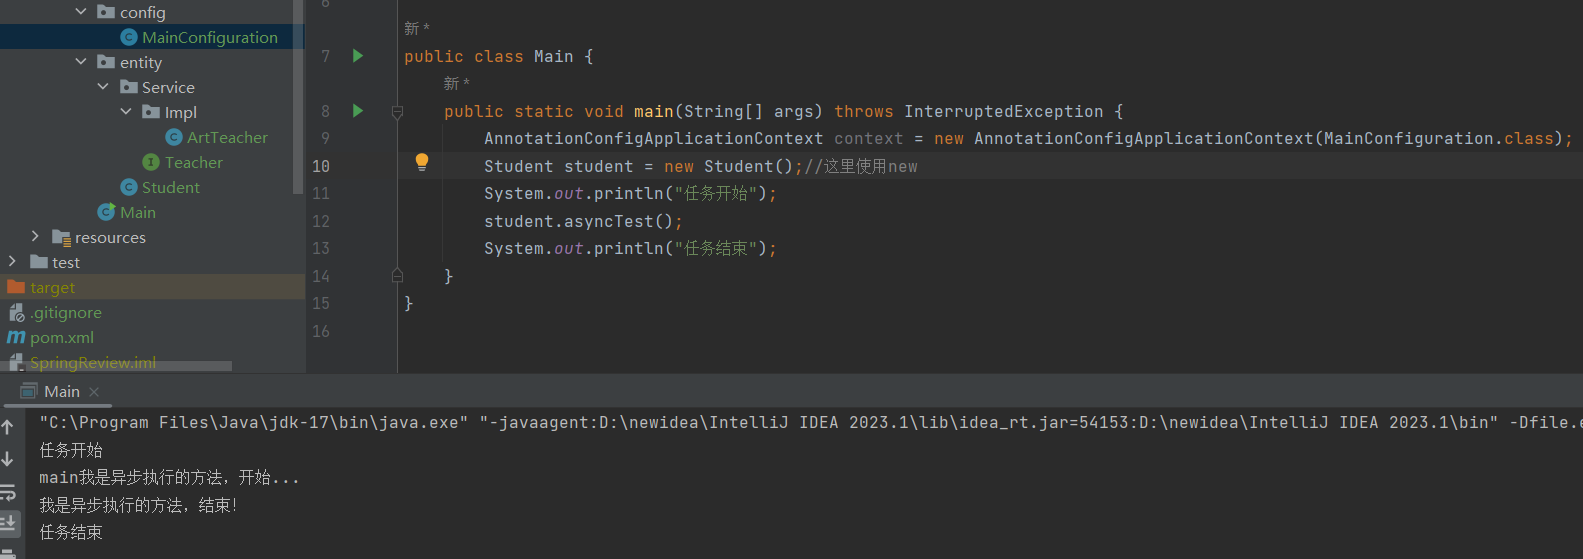 config
MainConfiguration
entity
Service
Impl
ArtTeacher
Teacher
Student
Main
resources
test
target
.gitignore
pom.xml
SpringReview.iml
6
新 *
7 public class Main {
新 *
8 public static void main(String[] args) throws InterruptedException {
9 AnnotationConfigApplicationContext context = new AnnotationConfigApplicationContext(MainConfiguration.class);
10 Student student = new Student();//这里使用new
11 System.out.println("任务开始");
12 student.asyncTest();
13 System.out.println("任务结束");
14 }
15 }
16
Main
"C:\Program Files\Java\jdk-17\bin\java.exe" "-javaagent:D:\newidea\IntelliJ IDEA 2023.1\lib\idea_rt.jar=54153:D:\newidea\IntelliJ IDEA 2023.1\bin" -Dfile.e
任务开始
main我是异步执行的方法，开始...
我是异步执行的方法，结束!
任务结束